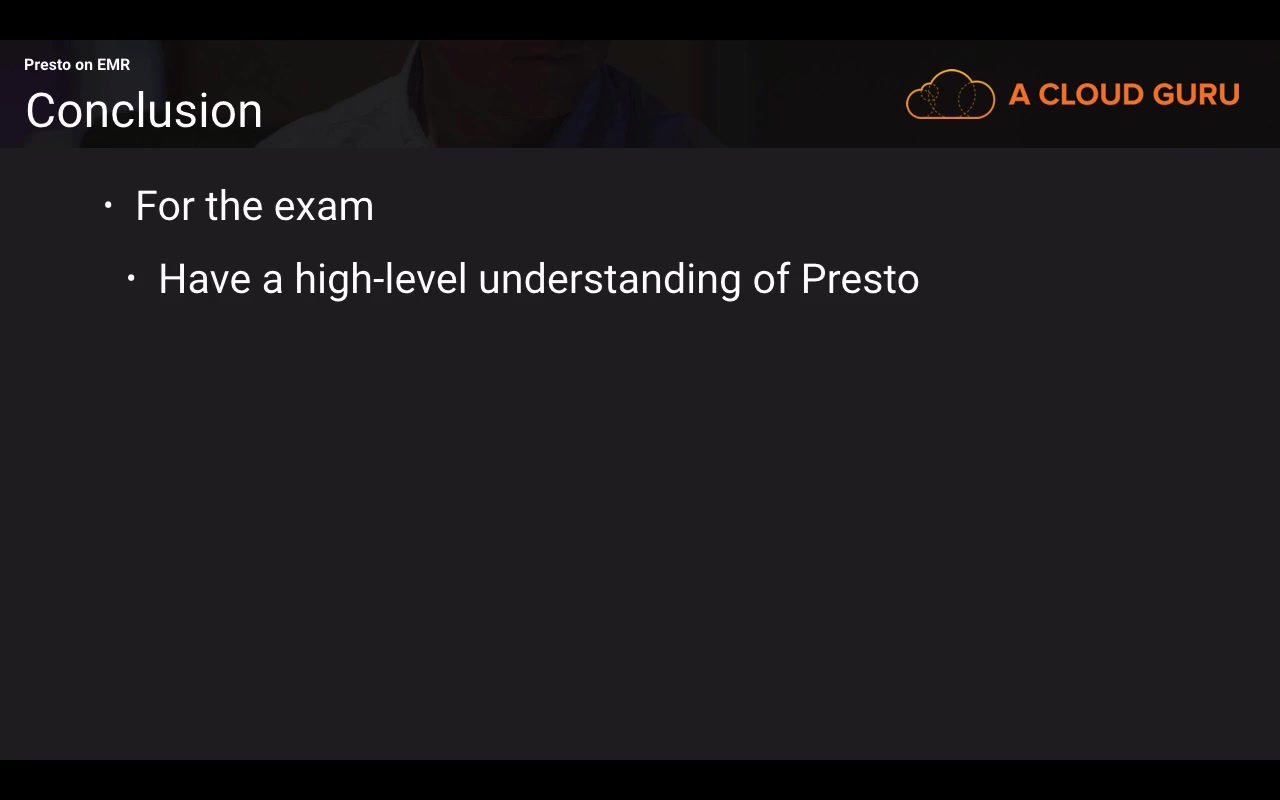 Presto on EMR
Conclusion
A CLOUD GURU
• For the exam
• Have a high-level understanding of Presto